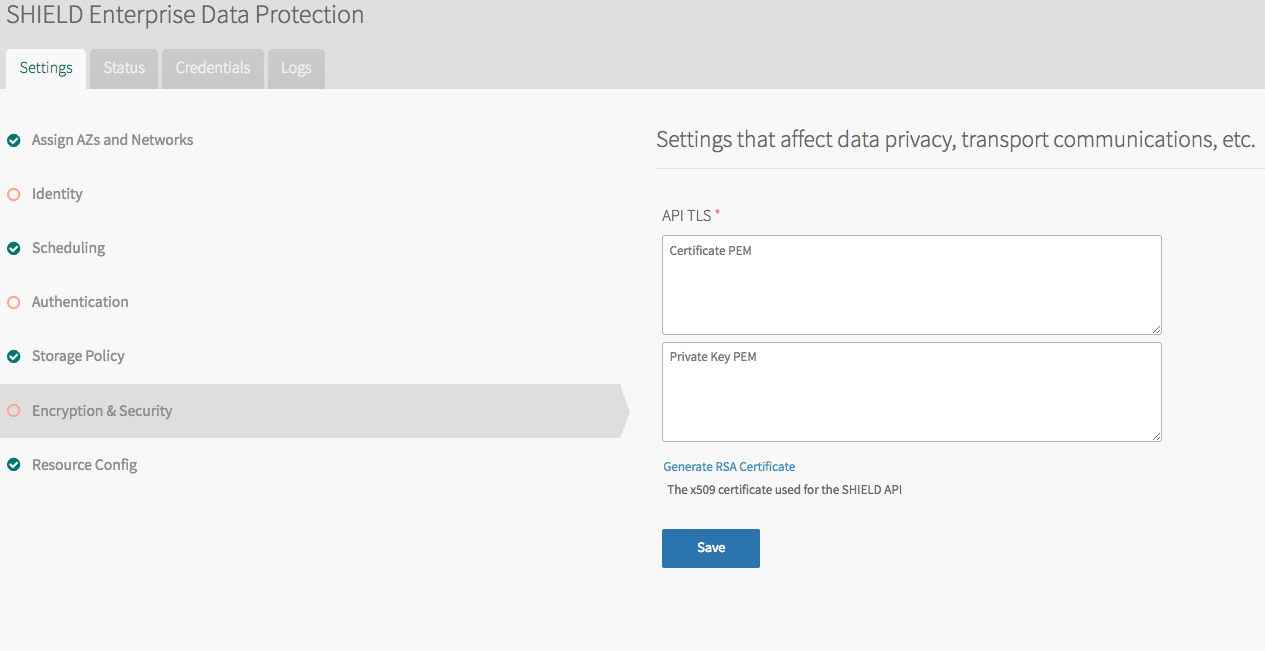 SHIELD Enterprise Data Protection
Settings
Status
Credentials
Logs
Assign AZs and Networks
Identity
Scheduling
Authentication
Storage Policy
Encryption & Security
Resource Config
Settings that affect data privacy, transport communications, etc.
API TLS *
Certificate PEM
Private Key PEM
Generate RSA Certificate
The x509 certificate used for the SHIELD API
Save